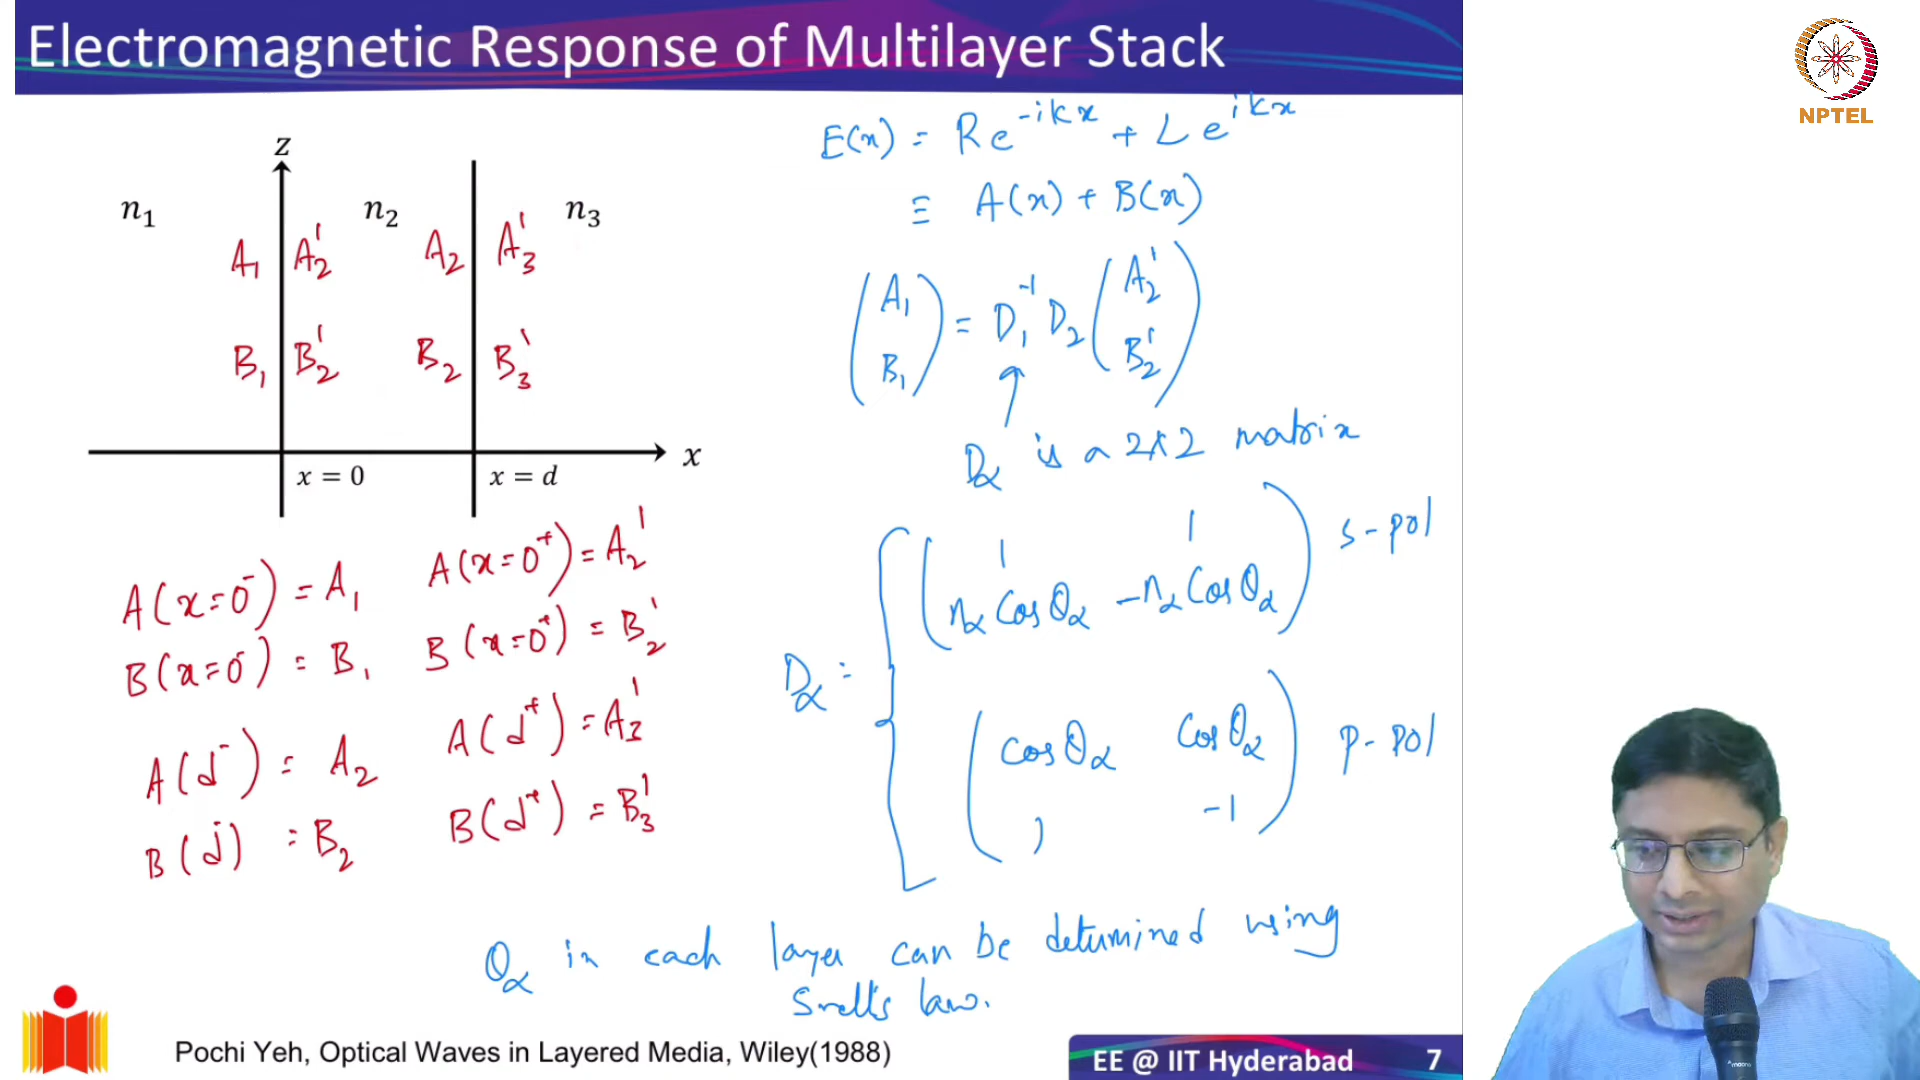 Electromagnetic Response of Multilayer Stack
NPTEL
z
n₁ n₂ n₃
A₁ A₂' A₂ A₃'
B₁ B₂' B₂ B₃'
x
x = 0 x = d
A(x=0⁻) = A₁ A(x=0⁺) = A₂'
B(x=0⁻) = B₁ B(x=0⁺) = B₂'
A(d⁻) = A₂ A(d⁺) = A₃'
B(d⁻) = B₂ B(d⁺) = B₃'
E(x) = Re^{-ikx} + Le^{ikx}
≡ A(x) + B(x)
(A₁ B₁) = D₁⁻¹ D₂ (A₂' B₂')
Dα is a 2x2 matrix
Dα = { (1 1
nα Cos θα -nα Cos θα) s-pol
(cos θα cos θα
1 -1) p-pol
θα in each layer can be determined using
Snell's law.
Pochi Yeh, Optical Waves in Layered Media, Wiley(1988)
EE @ IIT Hyderabad 7